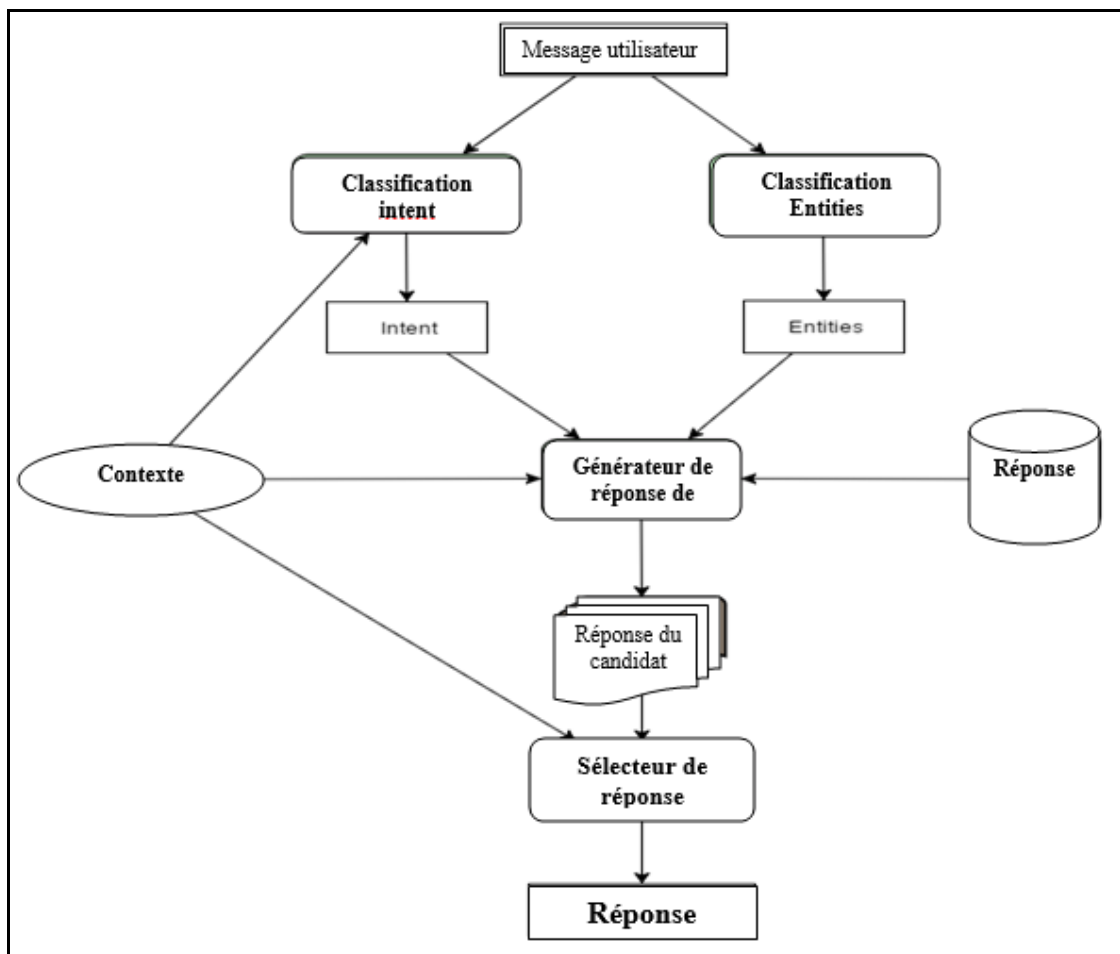 Message utilisateur
Classification
intent
Classification
Entities
Intent
Entities
Contexte
Générateur de
réponse de
Réponse
Réponse du
candidat
Sélecteur de
réponse
Réponse